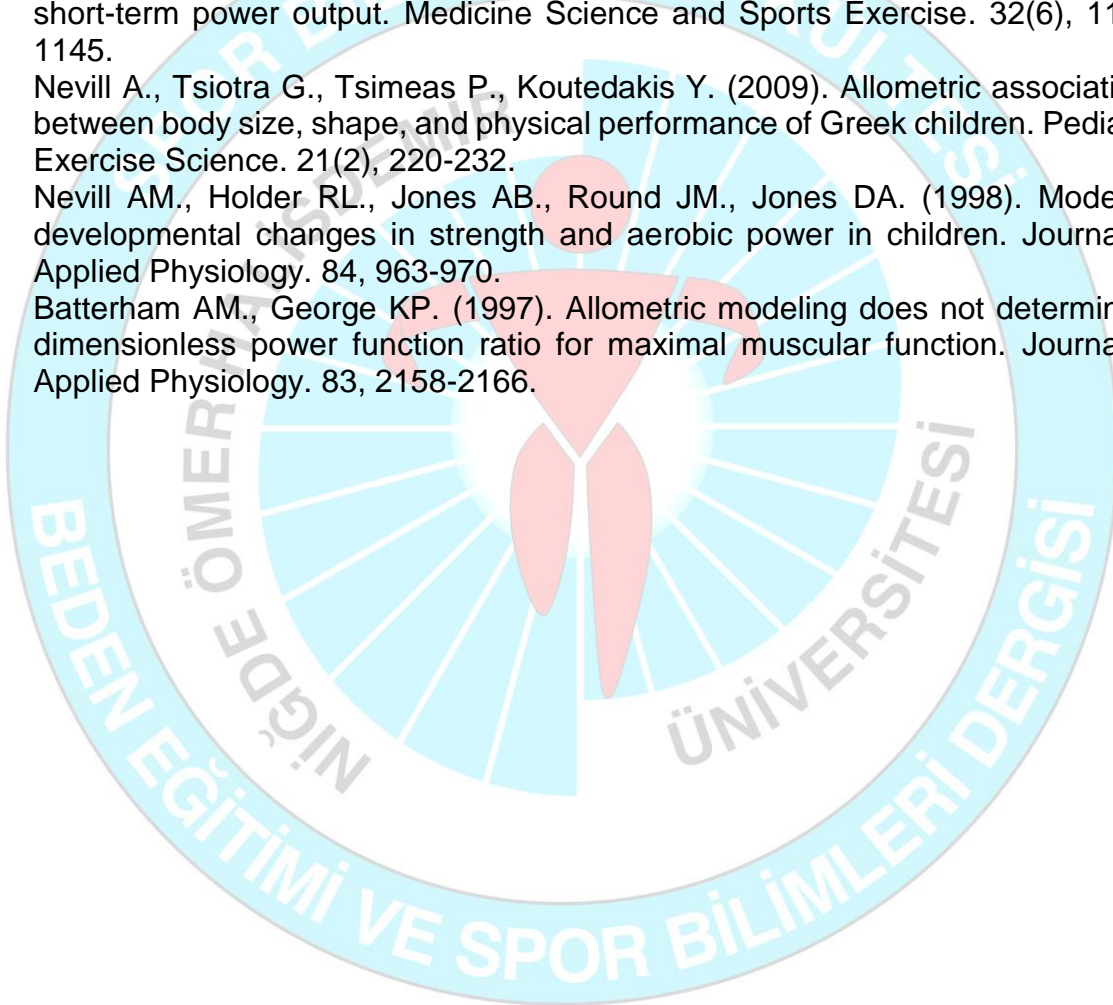 short-term power output. Medicine Science and Sports Exercise. 32(6), 11
1145.
Nevill A., Tsiotra G., Tsimeas P., Koutedakis Y. (2009). Allometric associati
between body size, shape, and physical performance of Greek children. Pedia
Exercise Science. 21(2), 220-232.
Nevill AM., Holder RL., Jones AB., Round JM., Jones DA. (1998). Mode
developmental changes in strength and aerobic power in children. Journa
Applied Physiology. 84, 963-970.
Batterham AM., George KP. (1997). Allometric modeling does not determin
dimensionless power function ratio for maximal muscular function. Journa
Applied Physiology. 83, 2158-2166.
NİĞDE ÖMER HALİSDEMİR
ÜNİVERSİTESİ
BEDEN EĞİTİMİ VE SPOR BİLİMLERİ DERGİSİ